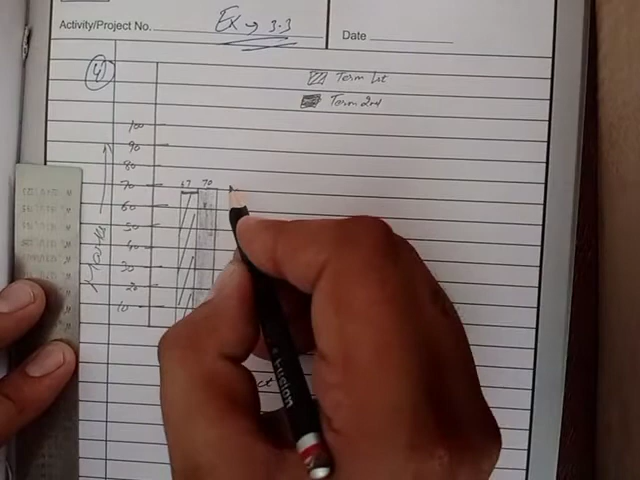 Activity/Project No. Ex → 3.3
Date
4
Term 1st
Term 2nd
100
90
80
70
67 70
60
50
40
30
20
10
Marks